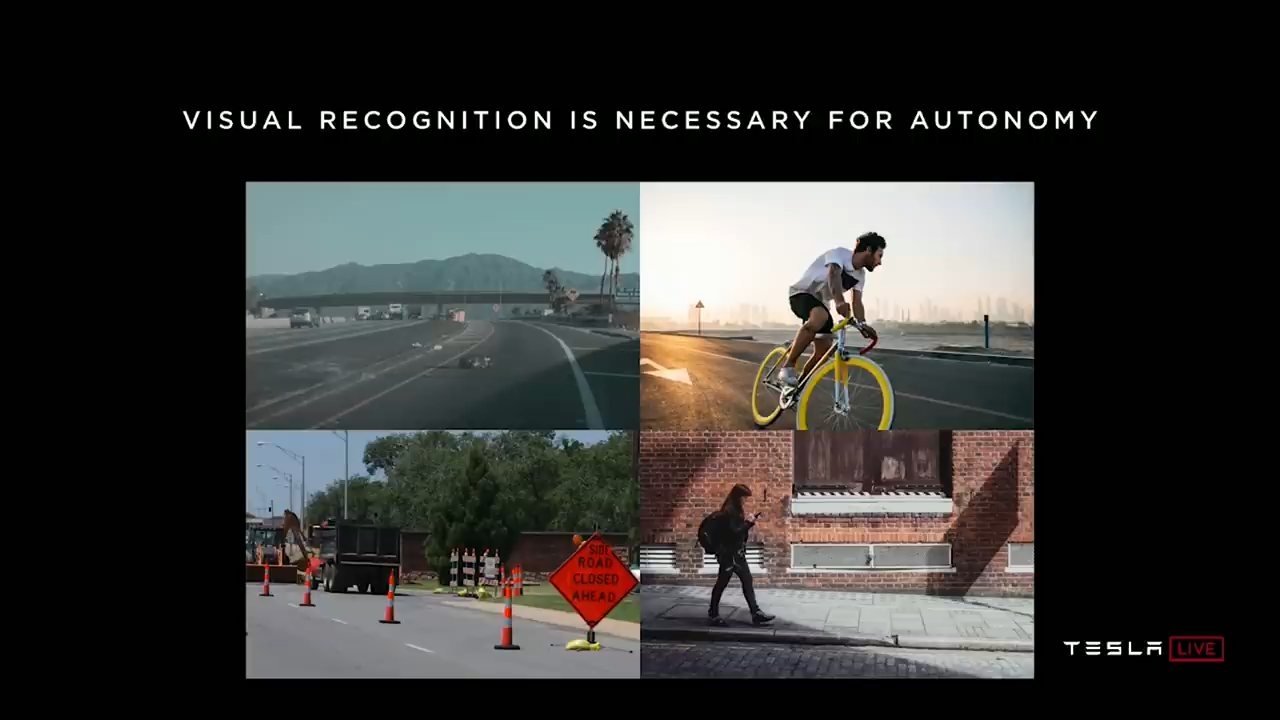 VISUAL RECOGNITION IS NECESSARY FOR AUTONOMY
SIDE
ROAD
CLOSED
AHEAD
TESLA LIVE